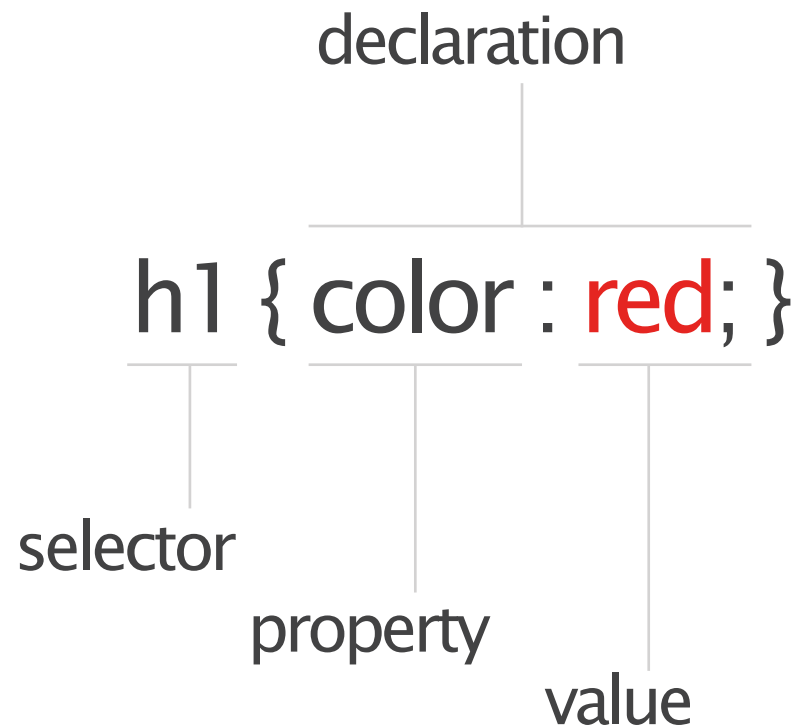 declaration
h1 { color : red; }
selector
property
value